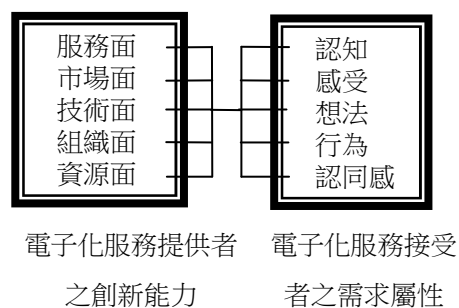 服務面
市場面
技術面
組織面
資源面
電子化服務提供者
之創新能力
認知
感受
想法
行為
認同感
電子化服務接受
者之需求屬性